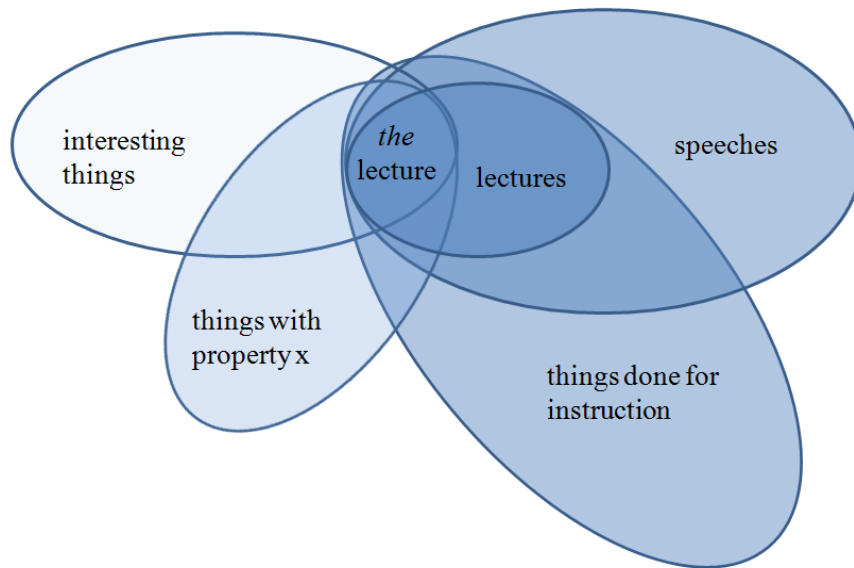 interesting
things
the
lecture
lectures
speeches
things with
property x
things done for
instruction